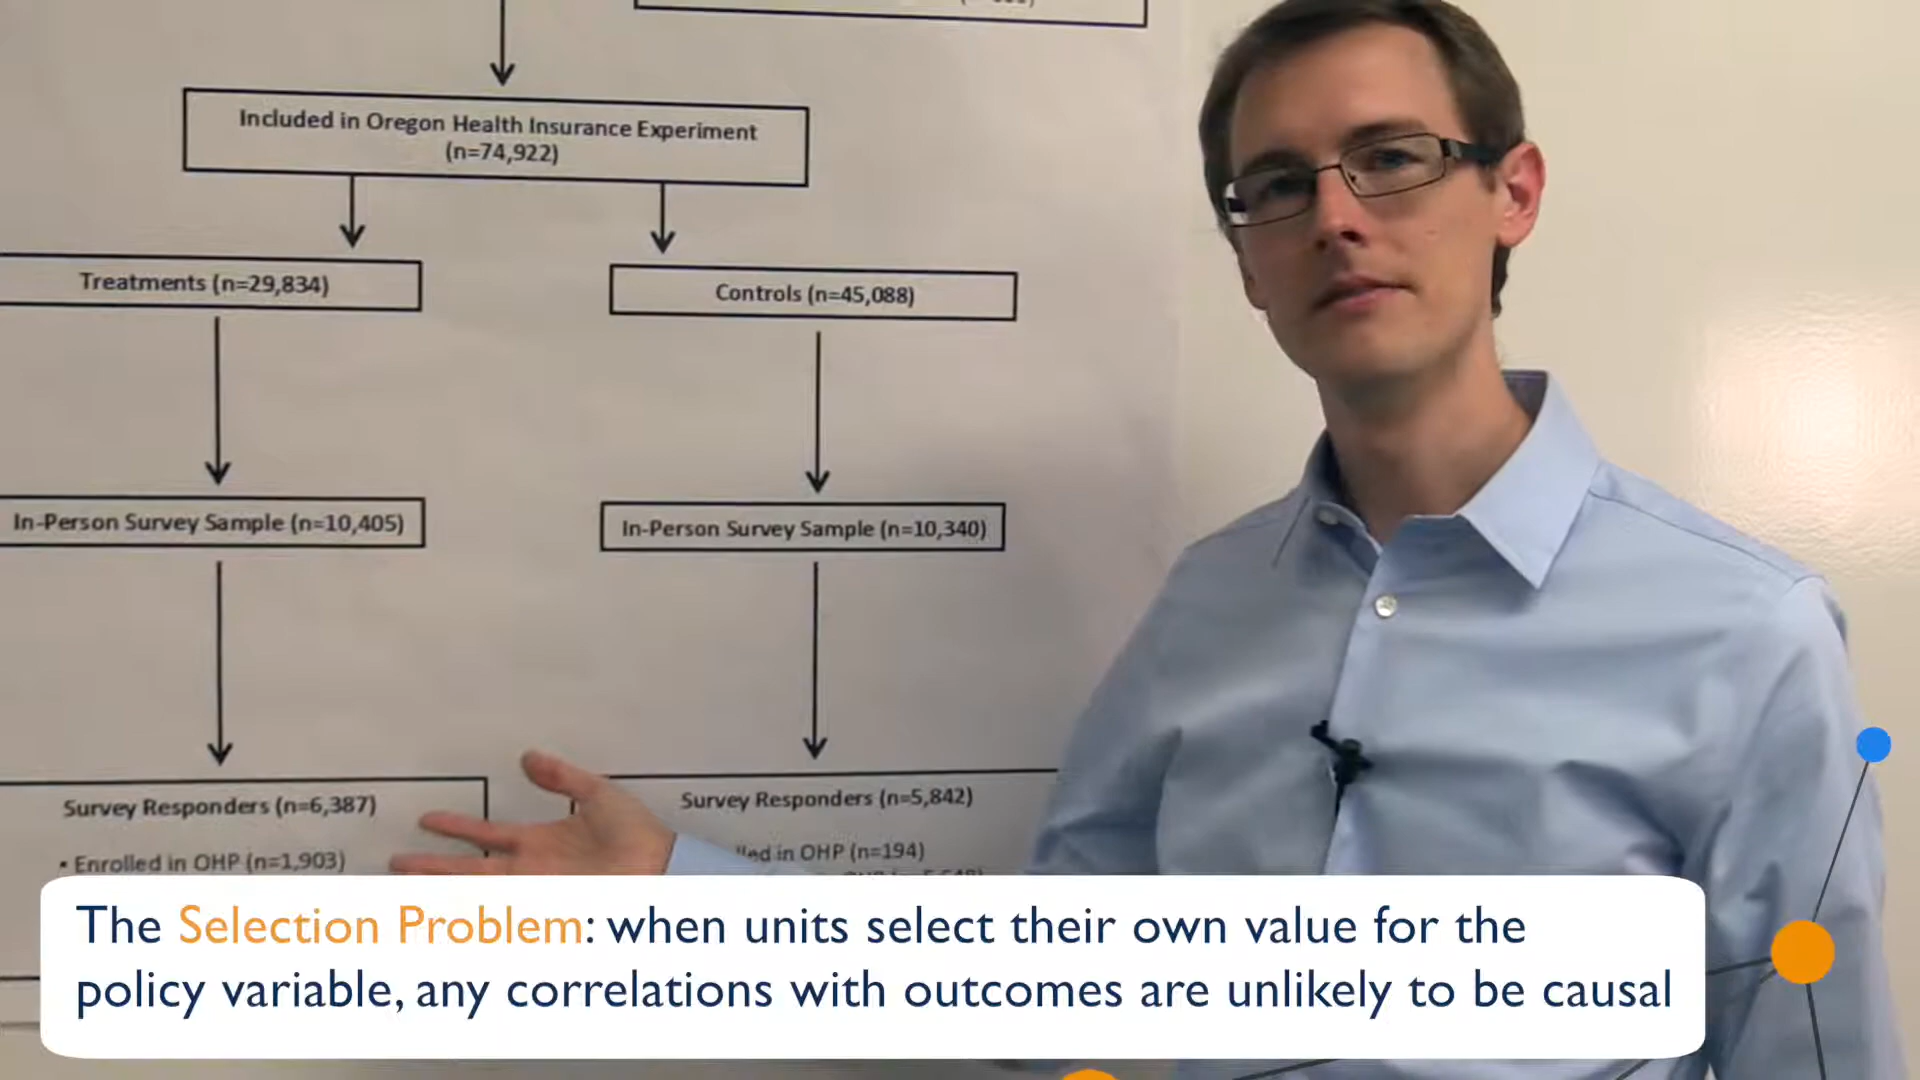 Included in Oregon Health Insurance Experiment
(n=74,922)
Treatments (n=29,834)
Controls (n=45,088)
In-Person Survey Sample (n=10,405)
In-Person Survey Sample (n=10,340)
Survey Responders (n=6,387)
Survey Responders (n=5,842)
• Enrolled in OHP (n=1,903)
in OHP (n=194)
The Selection Problem: when units select their own value for the
policy variable, any correlations with outcomes are unlikely to be causal